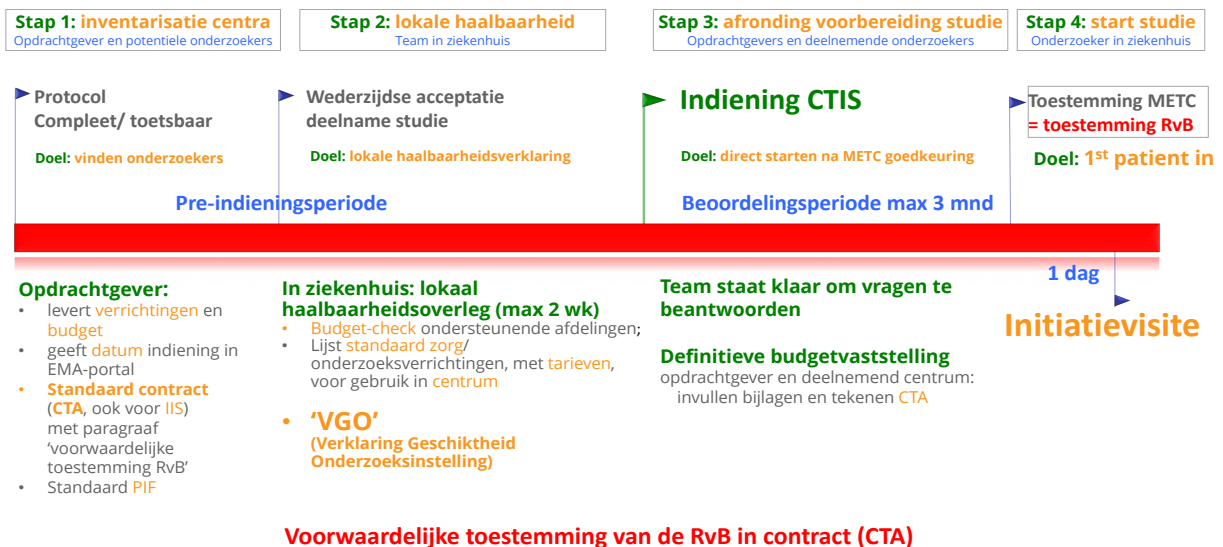 Stap 1: inventarisatie centra
Opdrachtgever en potentiele onderzoekers
Stap 2: lokale haalbaarheid
Team in ziekenhuis
Stap 3: afronding voorbereiding studie
Opdrachtgevers en deelnemende onderzoekers
Stap 4: start studie
Onderzoeker in ziekenhuis
Protocol
Compleet/ toetsbaar
Doel: vinden onderzoekers
Wederzijdse acceptatie
deelname studie
Doel: lokale haalbaarheidsverklaring
Indiening CTIS
Doel: direct starten na METC goedkeuring
Toestemming METC
= toestemming RvB
Doel: 1st patient in
Pre-indieningsperiode
Beoordelingsperiode max 3 mnd
Opdrachtgever:
• levert verrichtingen en
budget
• geeft datum indiening in
EMA-portal
• Standaard contract
(CTA, ook voor IIS)
met paragraaf
‘voorwaardelijke
toestemming RvB’
• Standaard PIF
In ziekenhuis: lokaal
haalbaarheidsoverleg (max 2 wk)
• Budget-check ondersteunende afdelingen;
• Lijst standaard zorg/
onderzoeksverrichtingen, met tarieven,
voor gebruik in centrum
• ‘VGO’
(Verklaring Geschiktheid
Onderzoeksinstelling)
Team staat klaar om vragen te
beantwoorden
Definitieve budgetvaststelling
opdrachtgever en deelnemend centrum:
invullen bijlagen en tekenen CTA
1 dag
Initiatievisite
Voorwaardelijke toestemming van de RvB in contract (CTA)